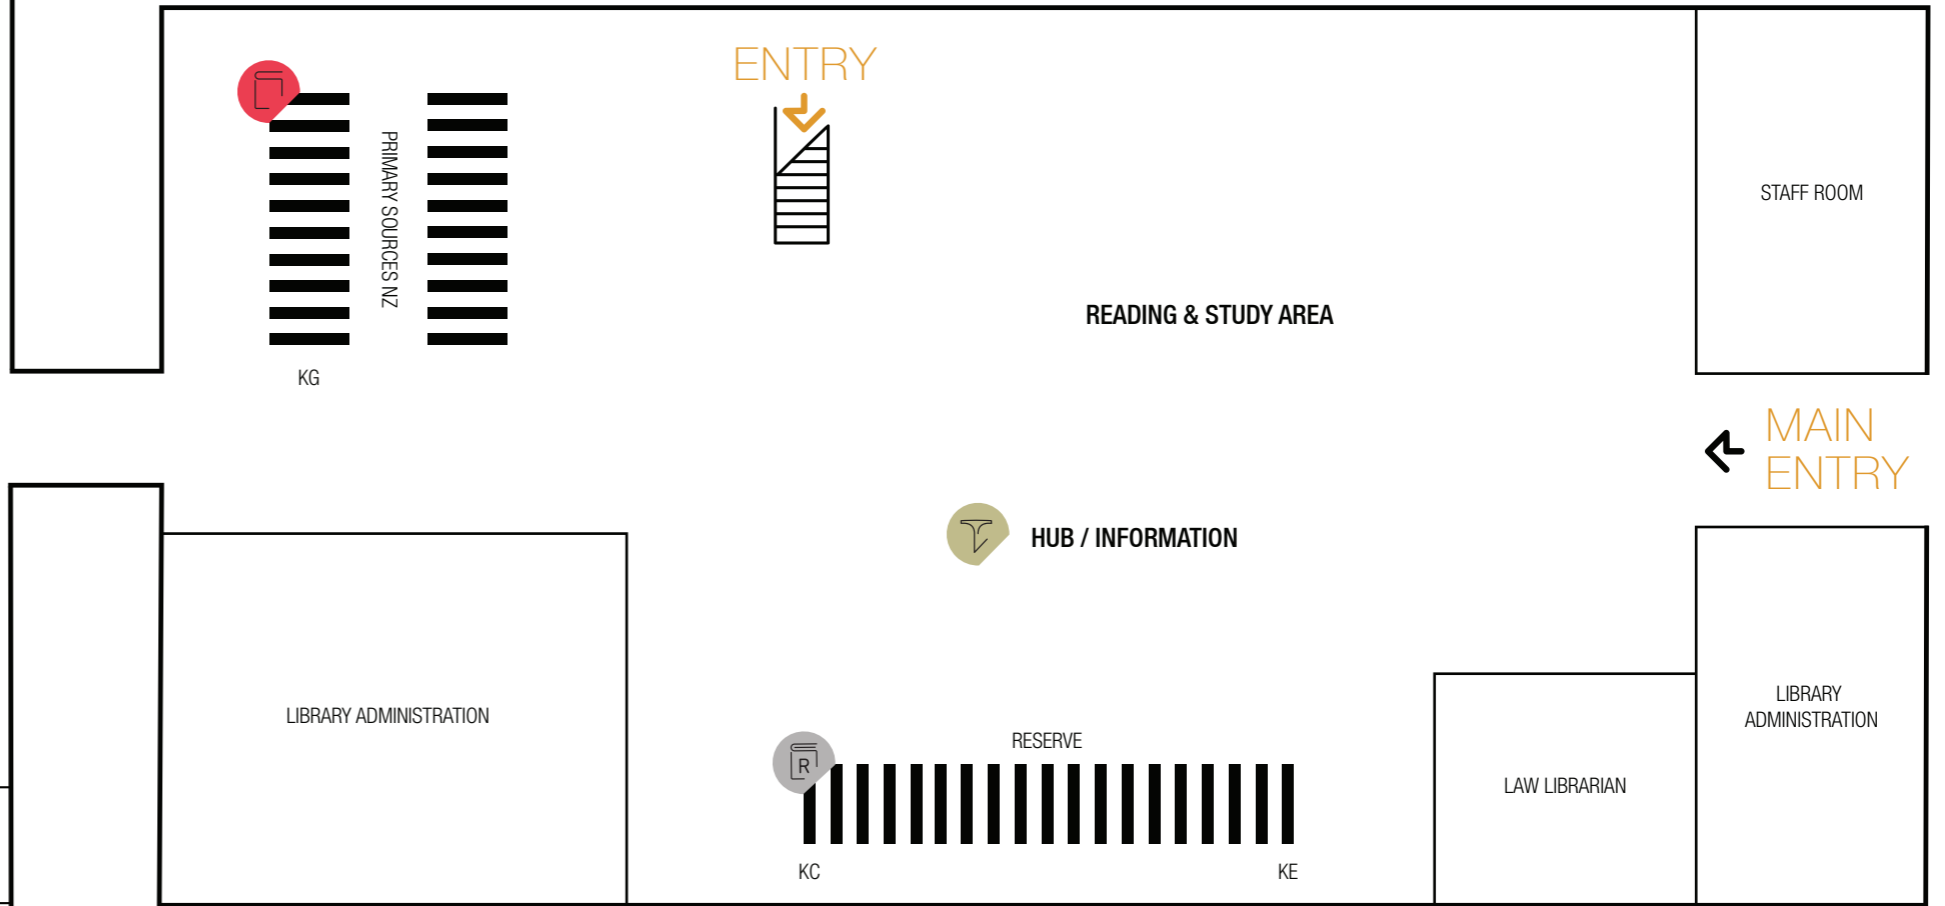 ENTRY
PRIMARY SOURCES NZ
STAFF ROOM
READING & STUDY AREA
KG
MAIN
ENTRY
HUB / INFORMATION
LIBRARY ADMINISTRATION
LIBRARY
ADMINISTRATION
RESERVE
R
LAW LIBRARIAN
KC
KE